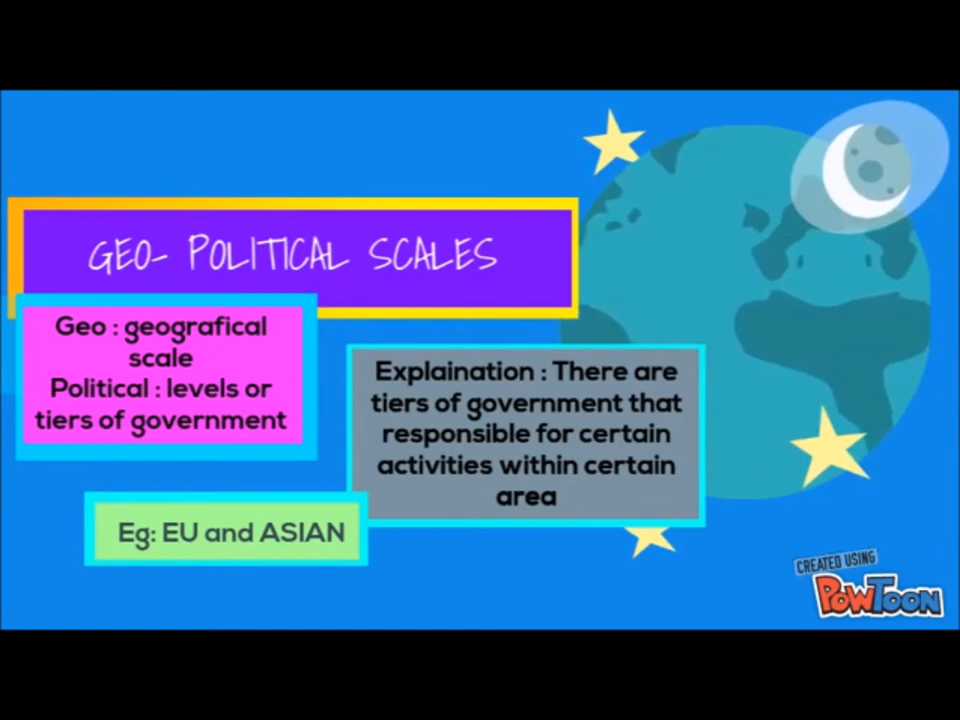 GEO- POLITICAL SCALES
Geo : geografical
scale
Political : levels or
tiers of government
Explaination : There are
tiers of government that
responsible for certain
activities within certain
area
Eg: EU and ASIAN
CREATED USING
POWTOON